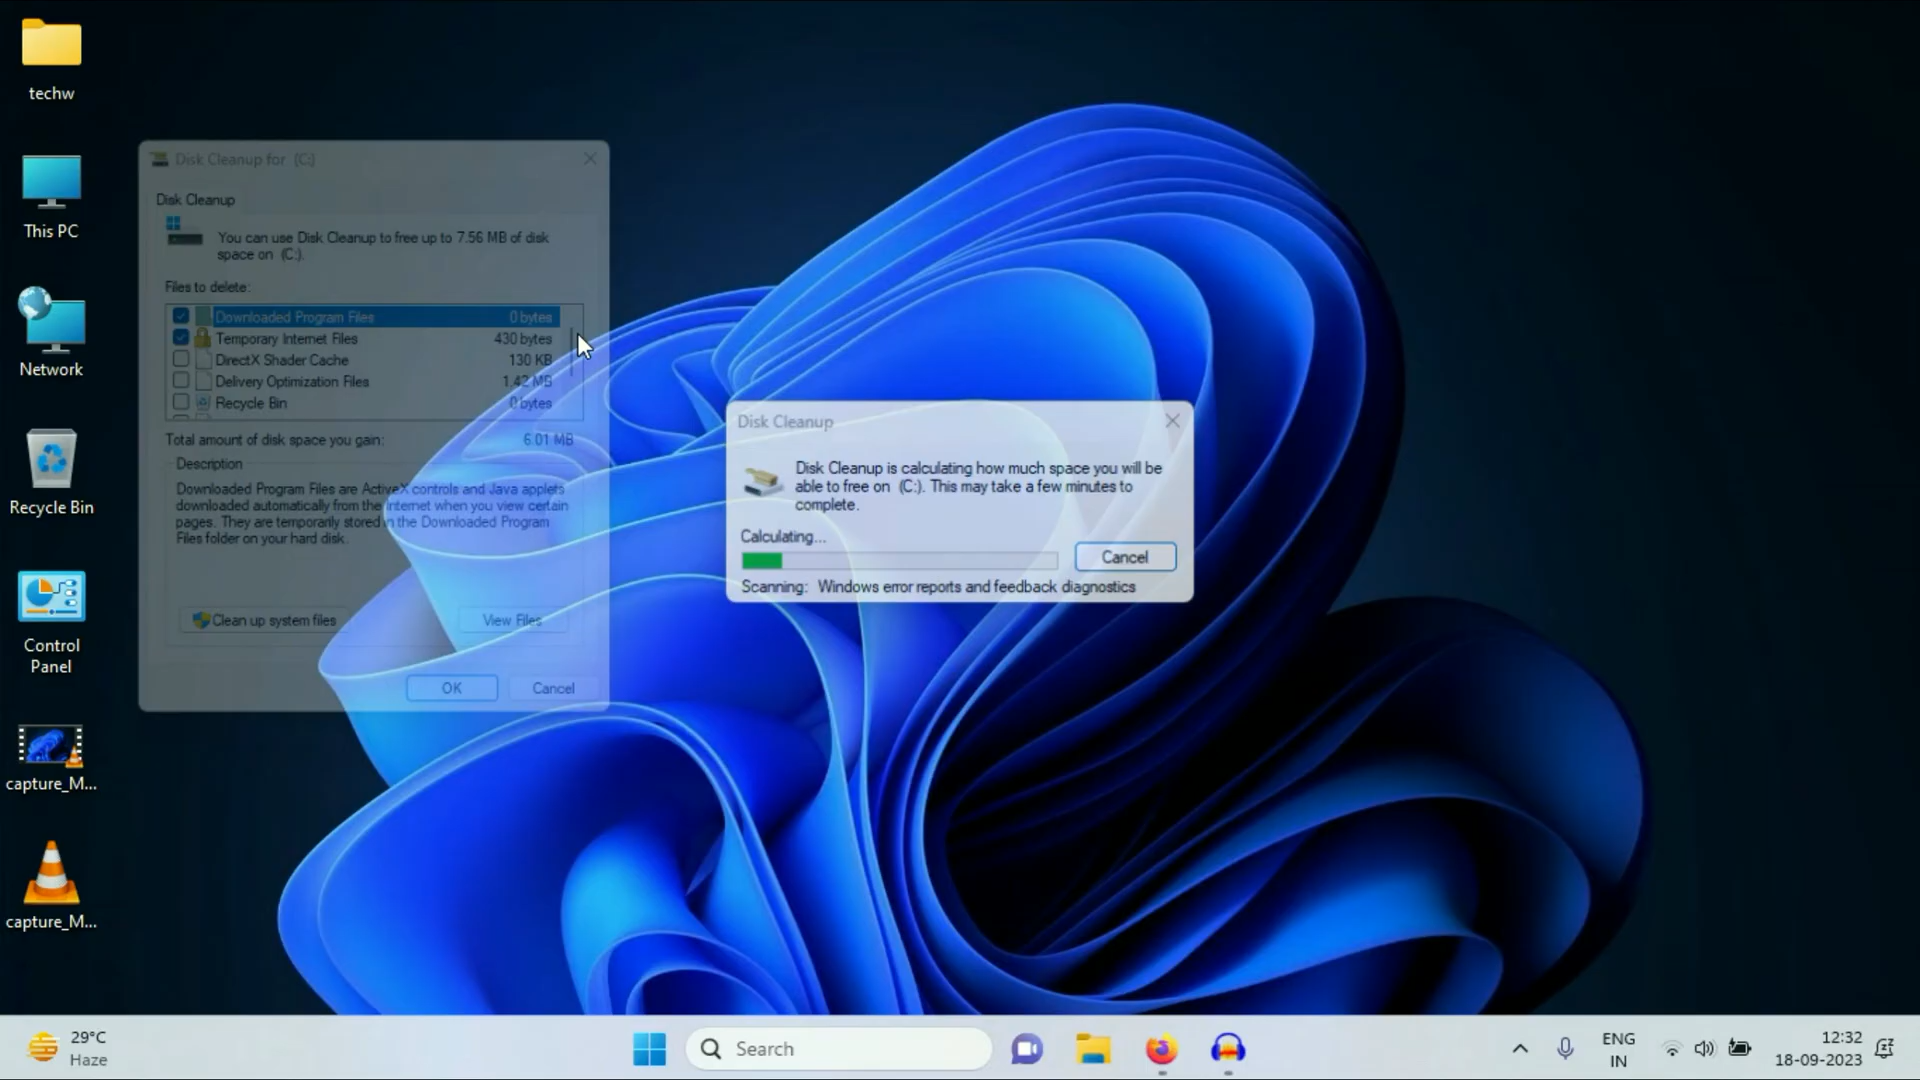 techw
This PC
Network
Recycle Bin
Control
Panel
capture_M...
capture_M...
Disk Cleanup for (C:)
Disk Cleanup
You can use Disk Cleanup to free up to 7.56 MB of disk
space on (C:).
Files to delete:
Downloaded Program Files 0 bytes
Temporary Internet Files 430 bytes
DirectX Shader Cache 130 KB
Delivery Optimization Files 1.42 MB
Recycle Bin 0 bytes
Total amount of disk space you gain: 6.01 MB
Description
Downloaded Program Files are ActiveX controls and Java applets
downloaded automatically from the Internet when you view certain
pages. They are temporarily stored in the Downloaded Program
Files folder on your hard disk.
Clean up system files View Files
OK Cancel
Disk Cleanup
Disk Cleanup is calculating how much space you will be
able to free on (C:). This may take a few minutes to
complete.
Calculating...
Cancel
Scanning: Windows error reports and feedback diagnostics
29°C
Haze
Search
ENG
IN
12:32
18-09-2023